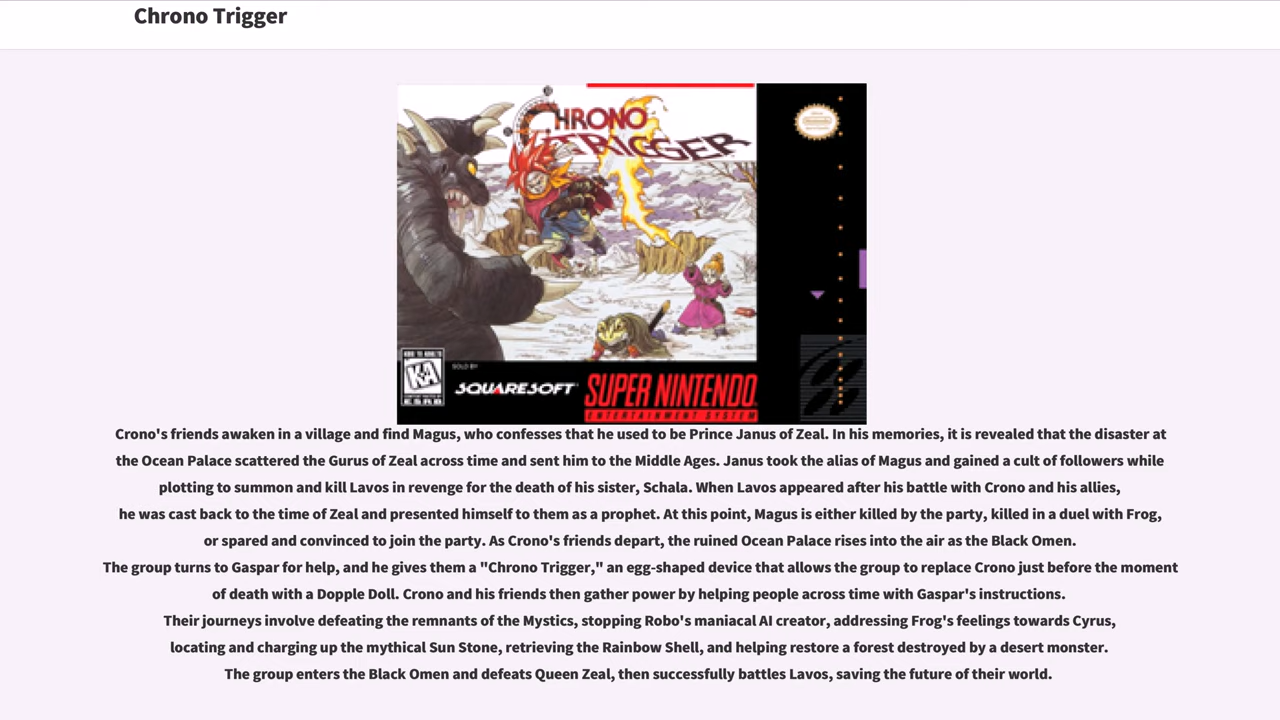 Chrono Trigger
CHRONO
TRIGGER
K-A
ESRB
SOLD BY
SQUARESOFT
SUPER NINTENDO
ENTERTAINMENT SYSTEM
Crono's friends awaken in a village and find Magus, who confesses that he used to be Prince Janus of Zeal. In his memories, it is revealed that the disaster at
the Ocean Palace scattered the Gurus of Zeal across time and sent him to the Middle Ages. Janus took the alias of Magus and gained a cult of followers while
plotting to summon and kill Lavos in revenge for the death of his sister, Schala. When Lavos appeared after his battle with Crono and his allies,
he was cast back to the time of Zeal and presented himself to them as a prophet. At this point, Magus is either killed by the party, killed in a duel with Frog,
or spared and convinced to join the party. As Crono's friends depart, the ruined Ocean Palace rises into the air as the Black Omen.
The group turns to Gaspar for help, and he gives them a "Chrono Trigger," an egg-shaped device that allows the group to replace Crono just before the moment
of death with a Dopple Doll. Crono and his friends then gather power by helping people across time with Gaspar's instructions.
Their journeys involve defeating the remnants of the Mystics, stopping Robo's maniacal AI creator, addressing Frog's feelings towards Cyrus,
locating and charging up the mythical Sun Stone, retrieving the Rainbow Shell, and helping restore a forest destroyed by a desert monster.
The group enters the Black Omen and defeats Queen Zeal, then successfully battles Lavos, saving the future of their world.